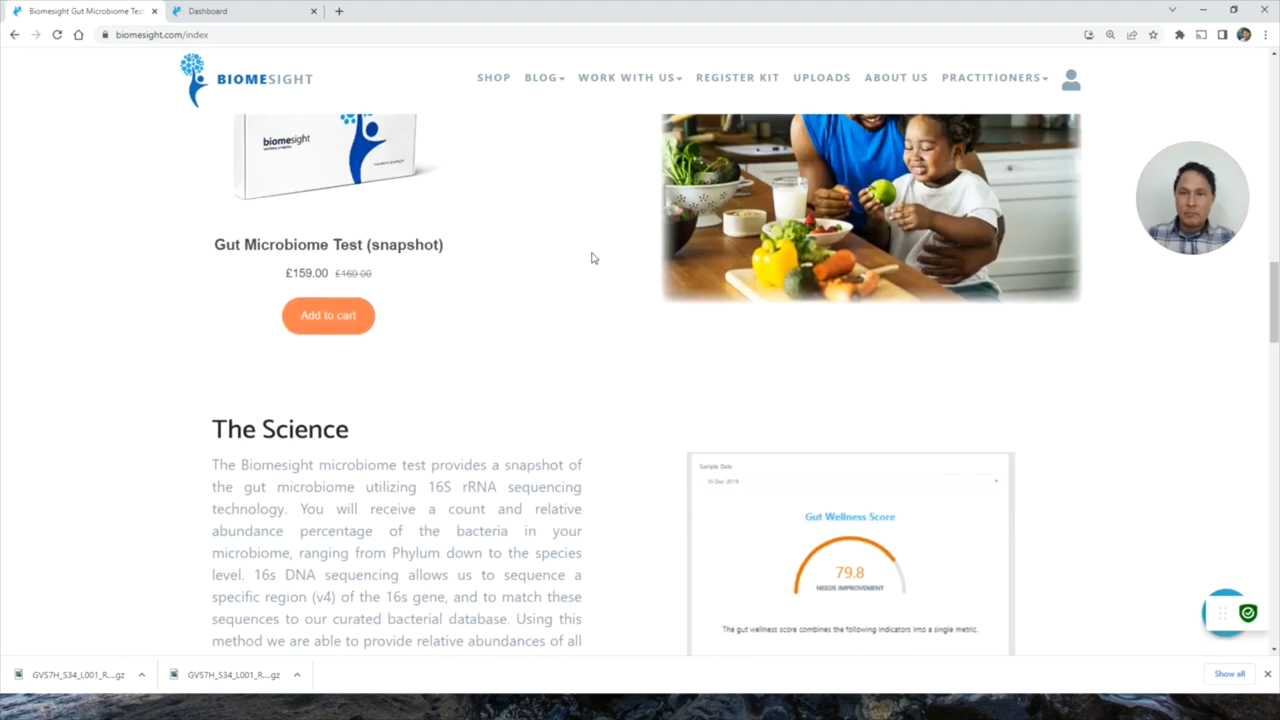 Biomesight Gut Microbiome Test
Dashboard
biomesight.com/index
BIOMESIGHT
SHOP BLOG WORK WITH US REGISTER KIT UPLOADS ABOUT US PRACTITIONERS
biomesight
Gut Microbiome Test (snapshot)
£159.00 £169.00
Add to cart
The Science
The Biomesight microbiome test provides a snapshot of
the gut microbiome utilizing 16S rRNA sequencing
technology. You will receive a count and relative
abundance percentage of the bacteria in your
microbiome, ranging from Phylum down to the species
level. 16s DNA sequencing allows us to sequence a
specific region (v4) of the 16s gene, and to match these
sequences to our curated bacterial database. Using this
method we are able to provide relative abundances of all
Sample Date
10 Dec 2019
Gut Wellness Score
79.8
NEEDS IMPROVEMENT
The gut wellness score combines the following indicators into a single metric.
GVS7H_S34_L001_R....gz
GVS7H_S34_L001_R....gz
Show all